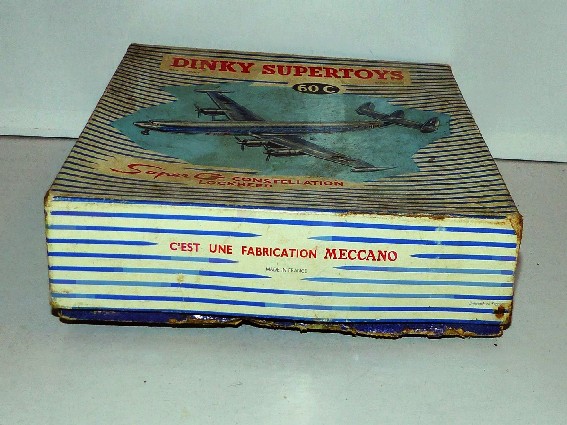 DINKY SUPERTOYS
60 C
Super G CONSTELLATION
LOCKHEED
C'EST UNE FABRICATION MECCANO
MADE IN FRANCE